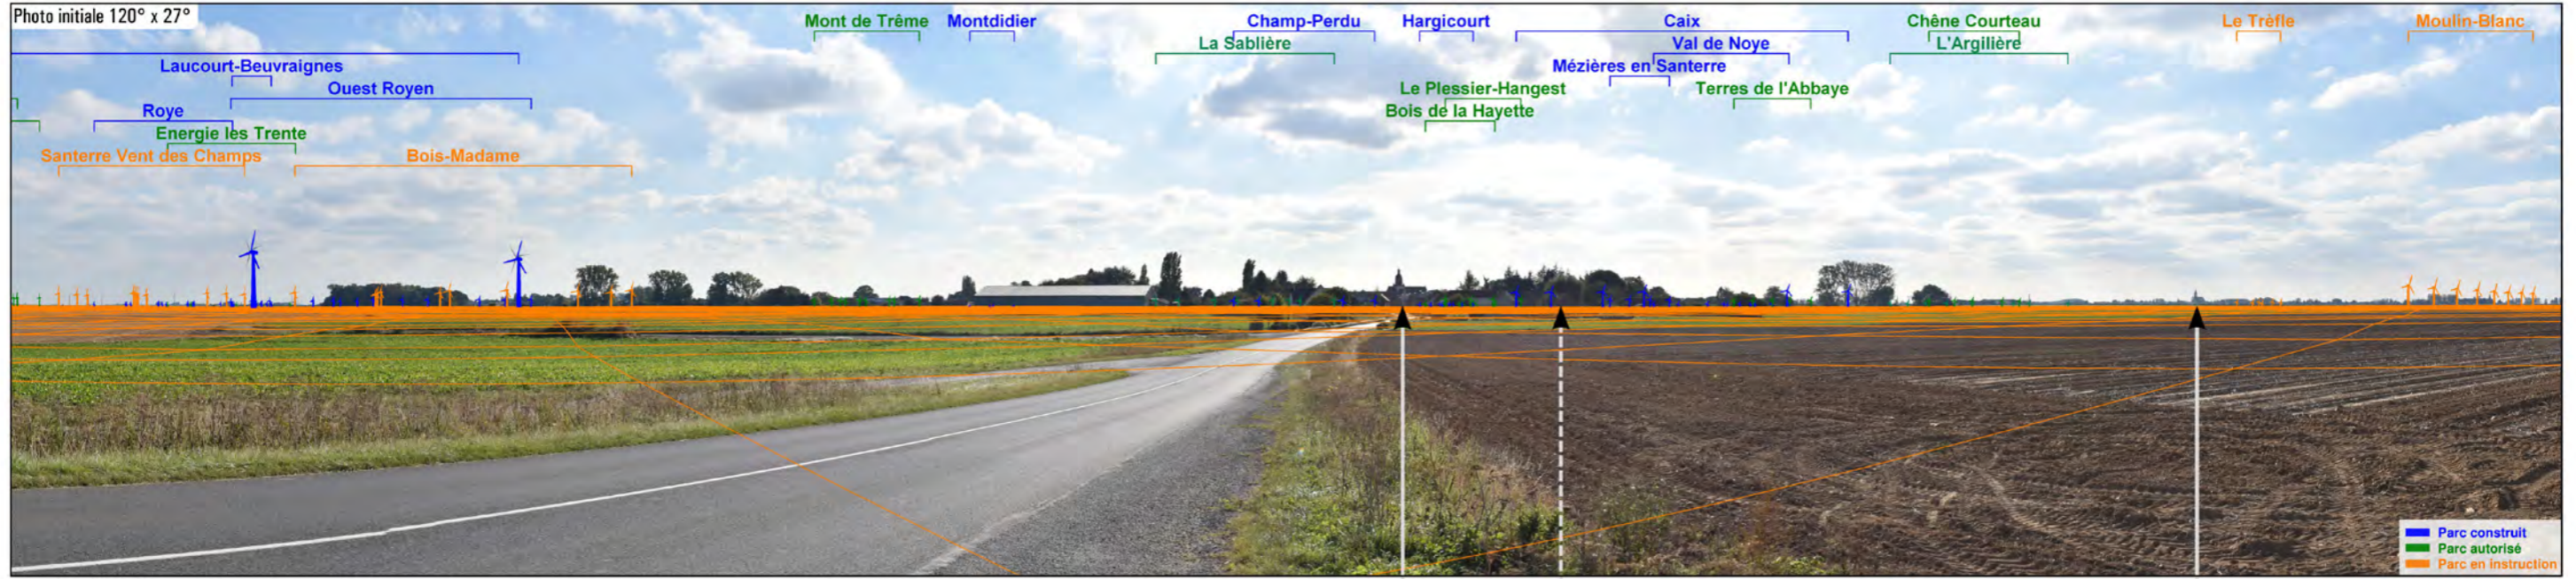 Photo initiale 120° x 27°
Mont de Trême
Montdidier
Champ-Perdu
Hargicourt
Caix
Chêne Courteau
Le Trèfle
Moulin-Blanc
La Sablière
Val de Noye
L'Argilière
Laucourt-Beuvraignes
Mézières en Santerre
Ouest Royen
Le Plessier-Hangest
Terres de l'Abbaye
Roye
Bois de la Hayette
Energie les Trente
Santerre Vent des Champs
Bois-Madame
Parc construit
Parc autorisé
Parc en instruction